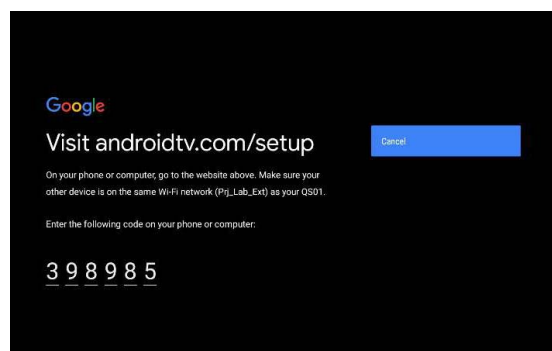 Google
Visit androidtv.com/setup
Cancel
On your phone or computer, go to the website above. Make sure your
other device is on the same Wi-Fi network (Prj_Lab_Ext) as your QS01.
Enter the following code on your phone or computer:
398985